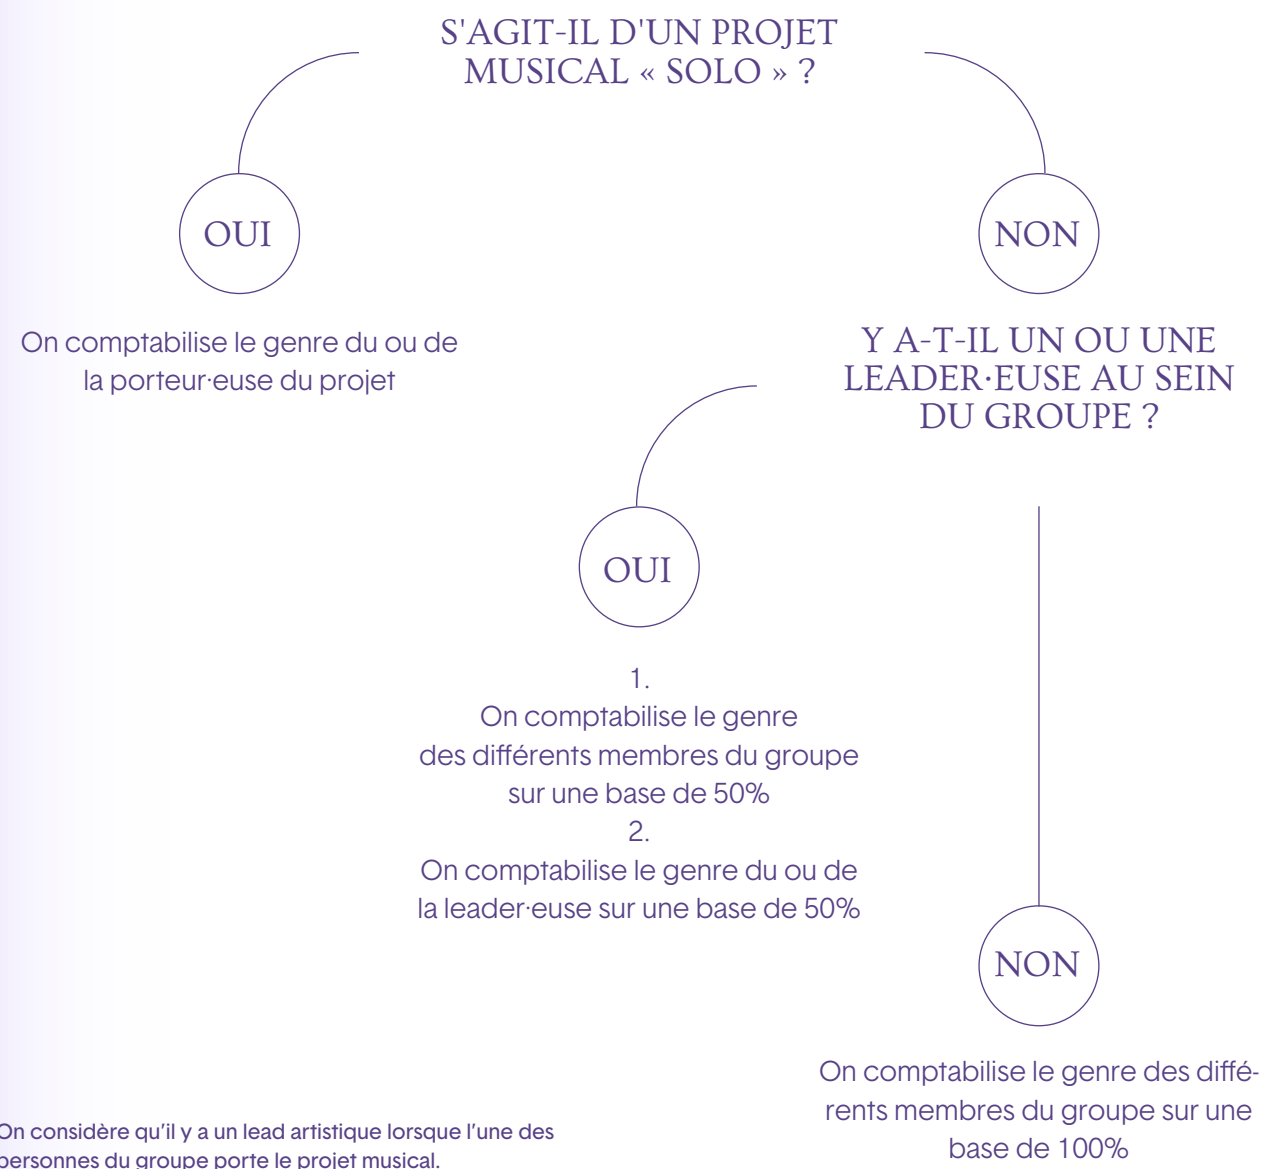 S'AGIT-IL D'UN PROJET
MUSICAL « SOLO » ?
OUI
NON
On comptabilise le genre du ou de
la porteur·euse du projet
Y A-T-IL UN OU UNE
LEADER·EUSE AU SEIN
DU GROUPE ?
OUI
1.
On comptabilise le genre
des différents membres du groupe
sur une base de 50%
2.
On comptabilise le genre du ou de
la leader·euse sur une base de 50%
NON
On comptabilise le genre des diffé-
rents membres du groupe sur une
base de 100%
On considère qu’il y a un lead artistique lorsque l’une des
personnes du groupe porte le projet musical.